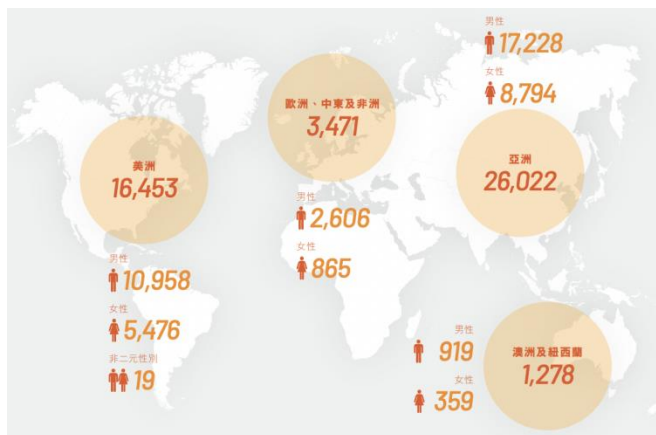 美洲
16,453
男性
10,958
女性
5,476
非二元性別
19
歐洲、中東及非洲
3,471
男性
2,606
女性
865
男性
17,228
女性
8,794
亞洲
26,022
男性
919
女性
359
澳洲及紐西蘭
1,278